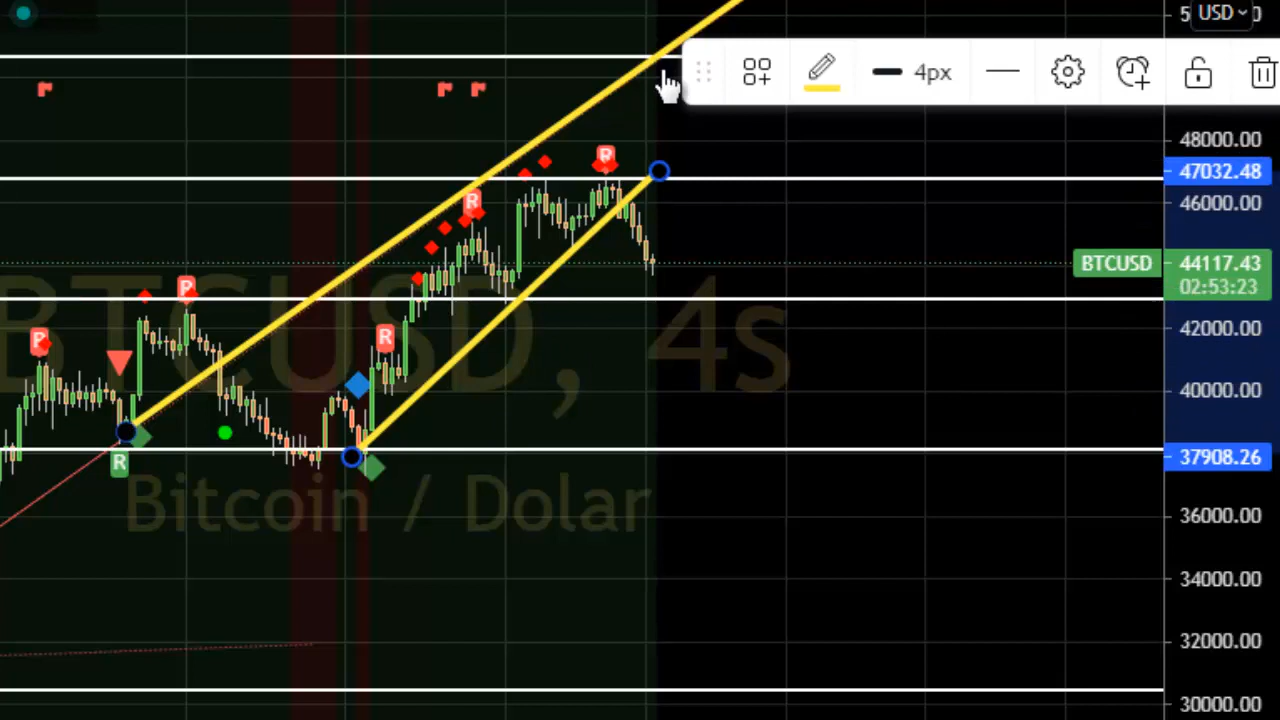 USD
4px
48000.00
47032.48
46000.00
BTCUSD 44117.43
02:53:23
42000.00
40000.00
37908.26
36000.00
34000.00
32000.00
30000.00
R
R
P
P
R
R
BTCUSD, 4s
Bitcoin / Dolar